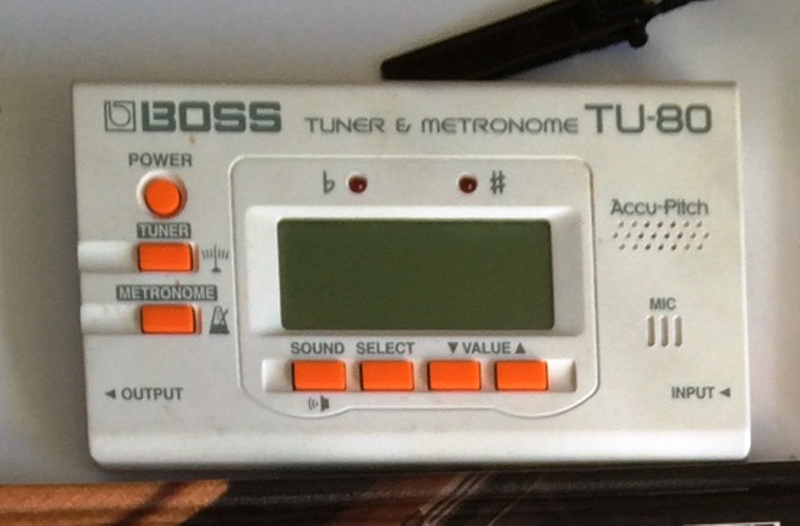 BOSS TUNER & METRONOME TU-80
POWER
♭ ♯
TUNER
Accu-Pitch
METRONOME
MIC
SOUND SELECT ▼ VALUE ▲
◄ OUTPUT
INPUT ◄